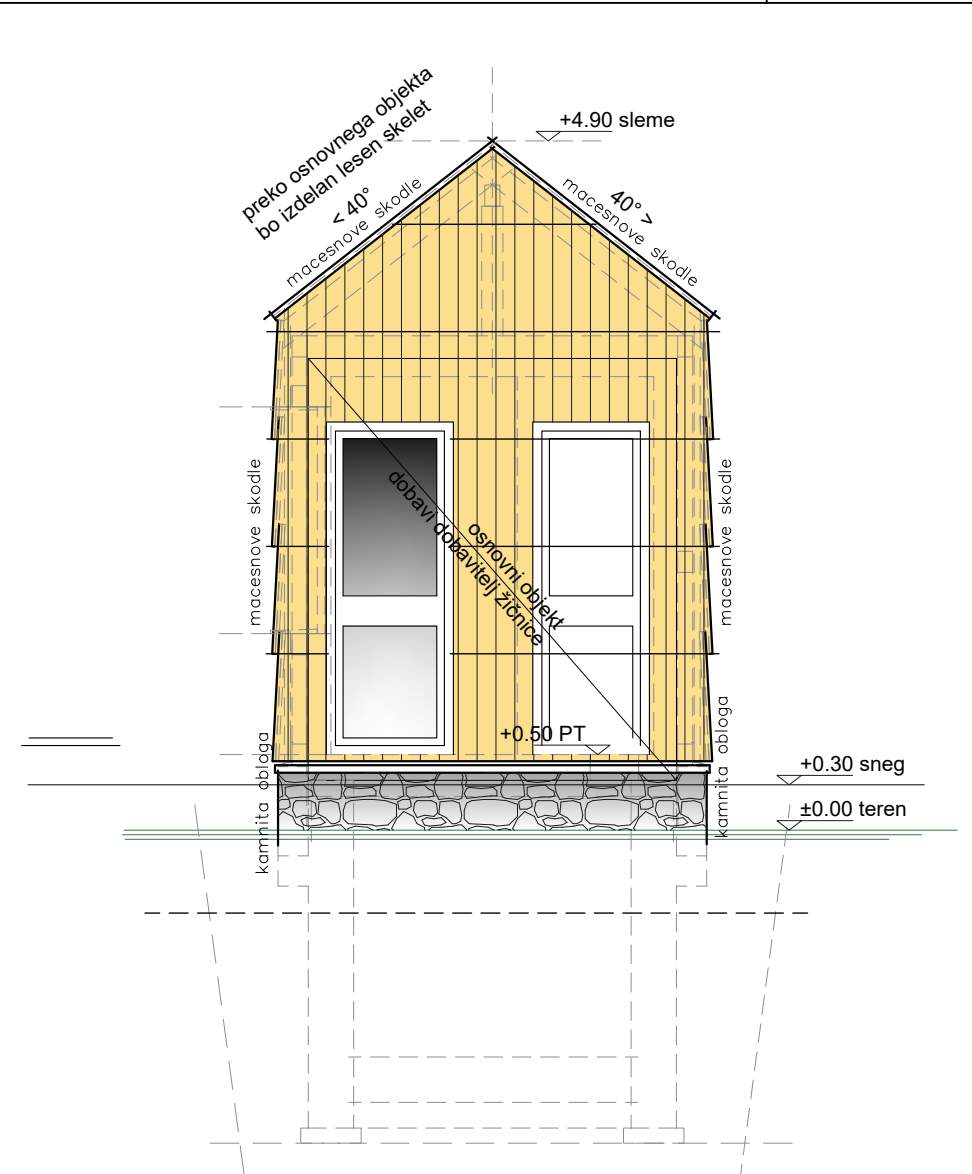 preko osnovnega objekta
bo izdelan lesen skelet
< 40°
macesnove skodle
+4.90 sleme
40° >
macesnove skodle
macesnove skodle
macesnove skodle
osnovni objekt
dobavi dobavitelj žičnice
+0.50 PT
kamnita obloga
kamnita obloga
+0.30 sneg
±0.00 teren